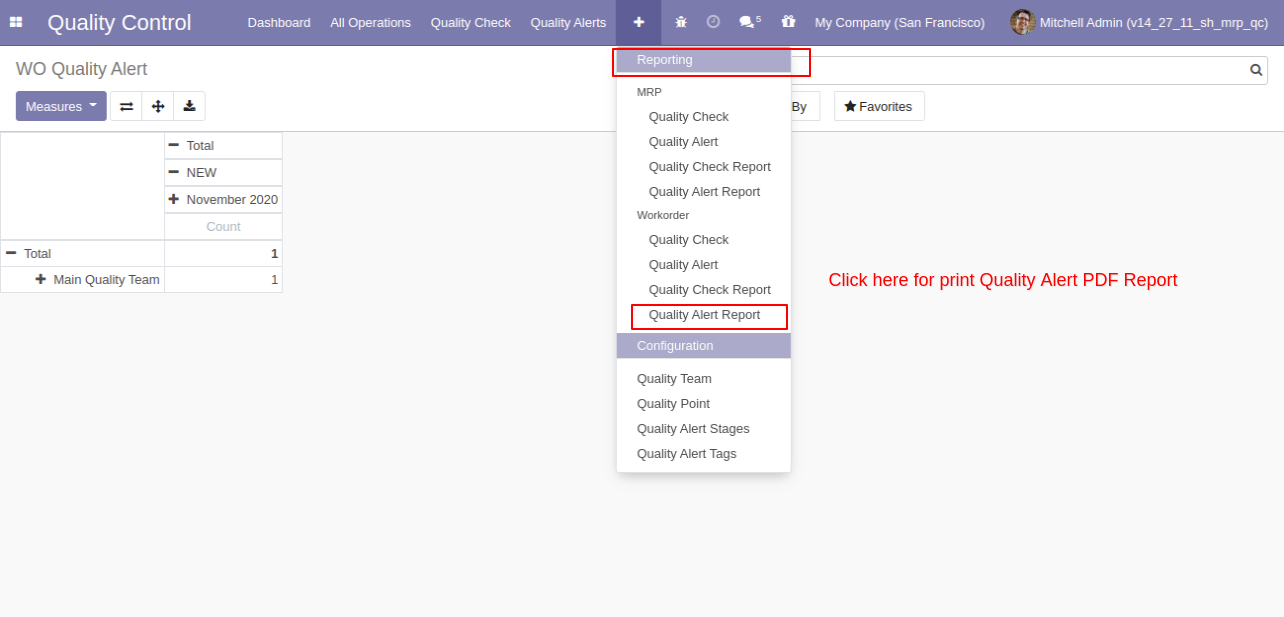 Quality Control Dashboard All Operations Quality Check Quality Alerts 5 My Company (San Francisco) Mitchell Admin (v14_27_11_sh_mrp_qc)
WO Quality Alert
Measures
By Favorites
Reporting
MRP
Quality Check
Quality Alert
Quality Check Report
Quality Alert Report
Workorder
Quality Check
Quality Alert
Quality Check Report
Quality Alert Report
Configuration
Quality Team
Quality Point
Quality Alert Stages
Quality Alert Tags
Total
NEW
November 2020
Count
Total 1
Main Quality Team 1
Click here for print Quality Alert PDF Report